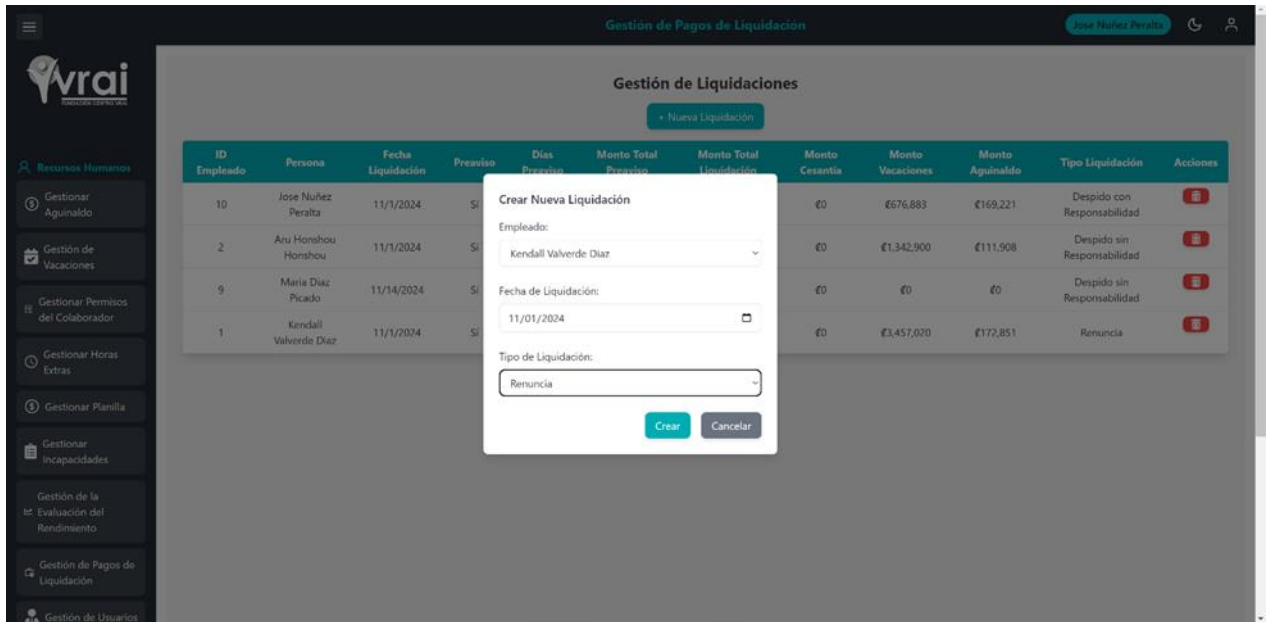 Gestión de Pagos de Liquidación
Jose Nuñez Peralta
vrai
FUNDACIÓN CENTRO VRAI
Recursos Humanos
Gestionar
Aguinaldo
Gestión de
Vacaciones
Gestionar Permisos
del Colaborador
Gestionar Horas
Extras
Gestionar Planilla
Gestionar
Incapacidades
Gestión de la
Evaluación del
Rendimiento
Gestión de Pagos de
Liquidación
Gestión de Usuarios
Gestión de Liquidaciones
+ Nueva Liquidación
ID Empleado Persona Fecha Liquidación Preaviso Días Preaviso Monto Total Preaviso Monto Total Liquidación Monto Cesantía Monto Vacaciones Monto Aguinaldo Tipo Liquidación Acciones
10 Jose Nuñez Peralta 11/1/2024 Sí ₡0 ₡676,883 ₡169,221 Despido con Responsabilidad
2 Aru Honshou Honshou 11/1/2024 Sí ₡0 ₡1,342,900 ₡111,908 Despido sin Responsabilidad
9 Maria Diaz Picado 11/14/2024 Sí ₡0 ₡0 ₡0 Despido sin Responsabilidad
1 Kendall Valverde Diaz 11/1/2024 Sí ₡0 ₡3,457,020 ₡172,851 Renuncia
Crear Nueva Liquidación
Empleado:
Kendall Valverde Diaz
Fecha de Liquidación:
11/01/2024
Tipo de Liquidación:
Renuncia
Crear Cancelar